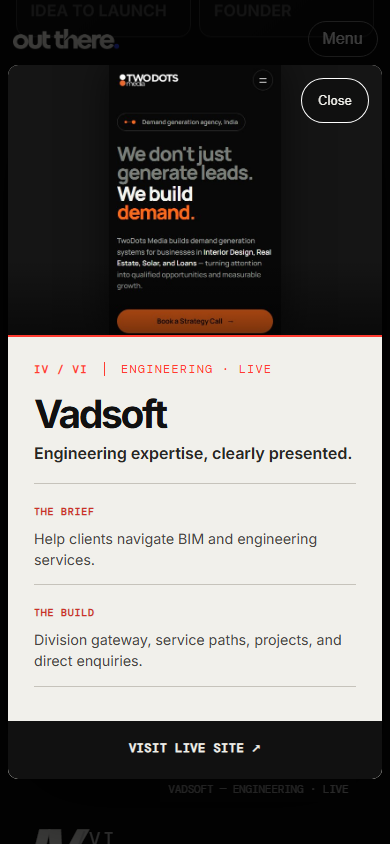 IDEA TO LAUNCH
FOUNDER
out there.
Menu
TWO DOTS
media
Close
Demand generation agency, India
We don't just
generate leads.
We build
demand.
TwoDots Media builds demand generation
systems for businesses in Interior Design, Real
Estate, Solar, and Loans — turning attention
into qualified opportunities and measurable
growth.
Book a Strategy Call →
IV / VI | ENGINEERING · LIVE
Vadsoft
Engineering expertise, clearly presented.
THE BRIEF
Help clients navigate BIM and engineering
services.
THE BUILD
Division gateway, service paths, projects, and
direct enquiries.
VISIT LIVE SITE ↗
VADSOFT — ENGINEERING · LIVE
IV
VI